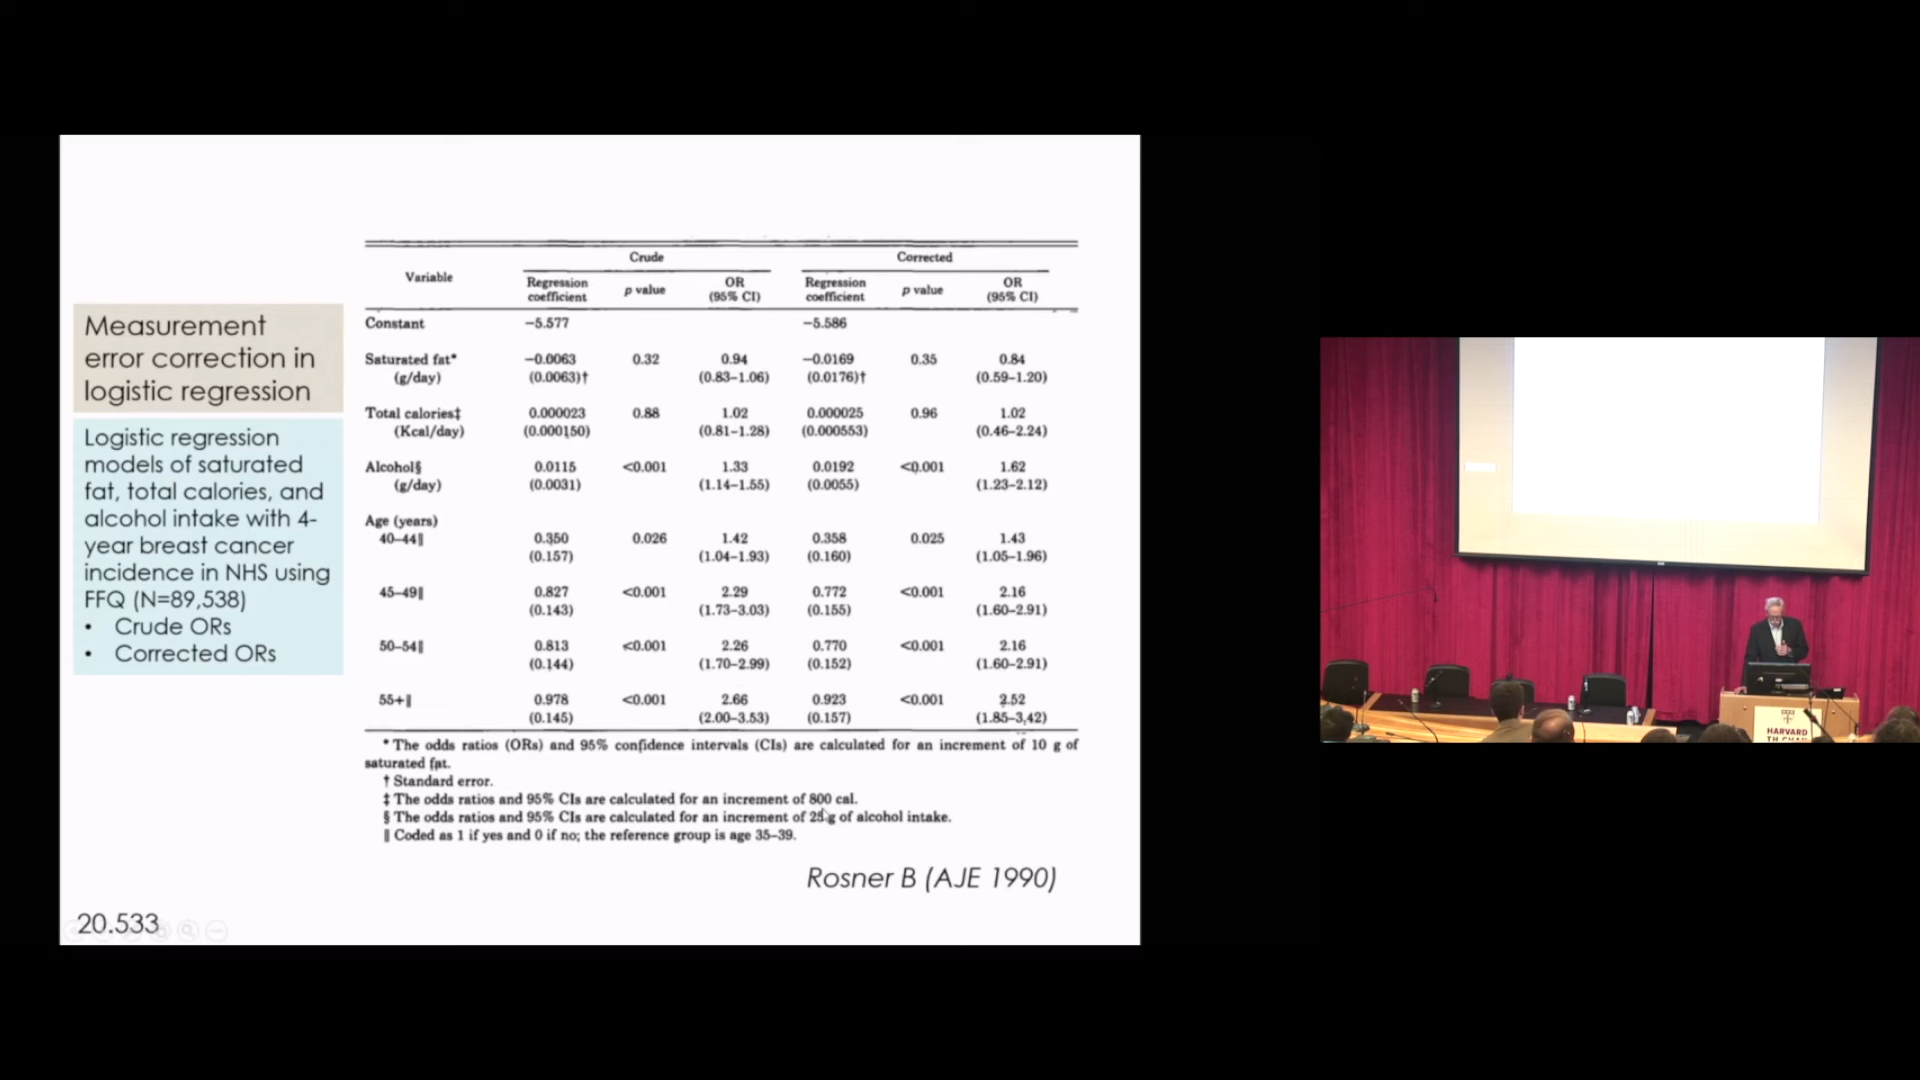 Measurement
error correction in
logistic regression
Logistic regression
models of saturated
fat, total calories, and
alcohol intake with 4-
year breast cancer
incidence in NHS using
FFQ (N=89,538)
• Crude ORs
• Corrected ORs
Variable Crude Corrected
Regression coefficient p value OR (95% CI) Regression coefficient p value OR (95% CI)
Constant −5.577 −5.586
Saturated fat* −0.0063 0.32 0.94 −0.0169 0.35 0.84
(g/day) (0.0063)† (0.83–1.06) (0.0176)† (0.59–1.20)
Total calories‡ 0.000023 0.88 1.02 0.000025 0.96 1.02
(Kcal/day) (0.000150) (0.81–1.28) (0.000553) (0.46–2.24)
Alcohol§ 0.0115 <0.001 1.33 0.0192 <0.001 1.62
(g/day) (0.0031) (1.14–1.55) (0.0055) (1.23–2.12)
Age (years)
40–44‖ 0.350 0.026 1.42 0.358 0.025 1.43
(0.157) (1.04–1.93) (0.160) (1.05–1.96)
45–49‖ 0.827 <0.001 2.29 0.772 <0.001 2.16
(0.143) (1.73–3.03) (0.155) (1.60–2.91)
50–54‖ 0.813 <0.001 2.26 0.770 <0.001 2.16
(0.144) (1.70–2.99) (0.152) (1.60–2.91)
55+‖ 0.978 <0.001 2.66 0.923 <0.001 2.52
(0.145) (2.00–3.53) (0.157) (1.85–3.42)
* The odds ratios (ORs) and 95% confidence intervals (CIs) are calculated for an increment of 10 g of
saturated fat.
† Standard error.
‡ The odds ratios and 95% CIs are calculated for an increment of 800 cal.
§ The odds ratios and 95% CIs are calculated for an increment of 25 g of alcohol intake.
‖ Coded as 1 if yes and 0 if no; the reference group is age 35–39.
Rosner B (AJE 1990)
20.533
HARVARD